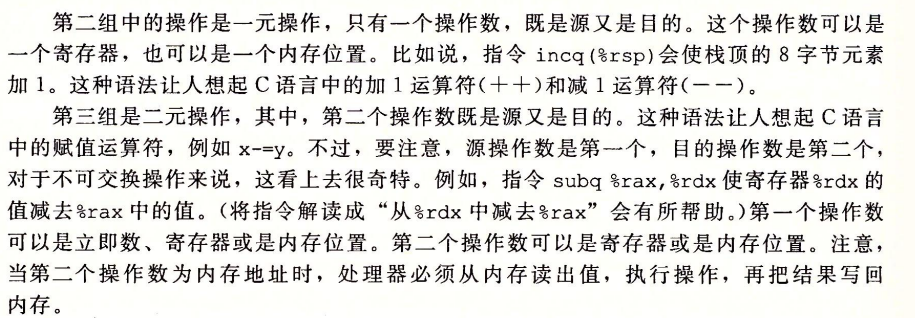 第二组中的操作是一元操作，只有一个操作数，既是源又是目的。这个操作数可以是
一个寄存器，也可以是一个内存位置。比如说，指令 incq(%rsp)会使栈顶的 8 字节元素
加 1。这种语法让人想起 C 语言中的加 1 运算符(++)和减 1 运算符(--)。
第三组是二元操作，其中，第二个操作数既是源又是目的。这种语法让人想起 C 语言
中的赋值运算符，例如 x-=y。不过，要注意，源操作数是第一个，目的操作数是第二个，
对于不可交换操作来说，这看上去很奇特。例如，指令 subq %rax,%rdx 使寄存器%rdx 的
值减去%rax 中的值。(将指令解读成“从%rdx 中减去%rax”会有所帮助。)第一个操作数
可以是立即数、寄存器或是内存位置。第二个操作数可以是寄存器或是内存位置。注意，
当第二个操作数为内存地址时，处理器必须从内存读出值，执行操作，再把结果写回
内存。